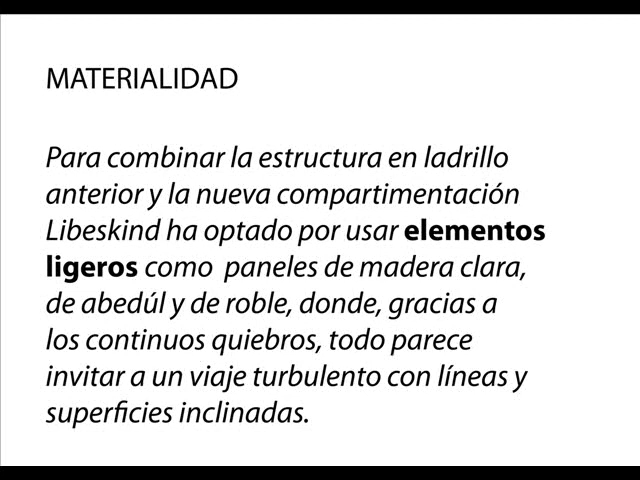 MATERIALIDAD
Para combinar la estructura en ladrillo
anterior y la nueva compartimentación
Libeskind ha optado por usar elementos
ligeros como  paneles de madera clara,
de abedúl y de roble, donde, gracias a
los continuos quiebros, todo parece
invitar a un viaje turbulento con líneas y
superficies inclinadas.